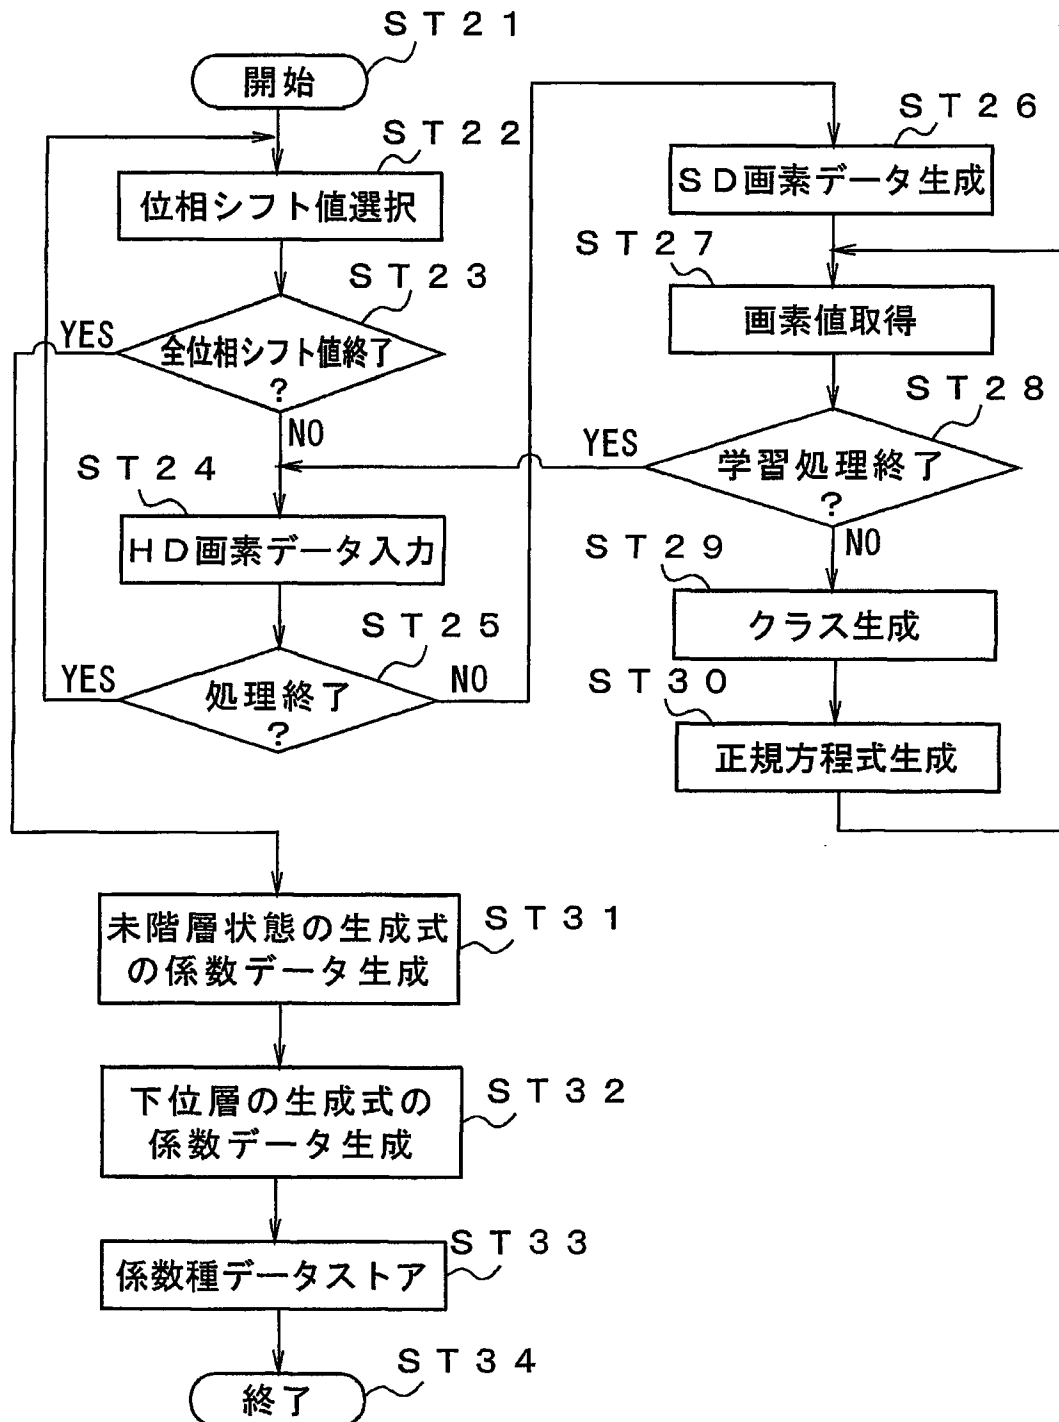 ST21
開始
ST22
位相シフト値選択
ST23
YES
全位相シフト値終了
?
NO
ST24
HD画素データ入力
ST25
YES
処理終了
?
NO
ST26
SD画素データ生成
ST27
画素値取得
ST28
YES
学習処理終了
?
NO
ST29
クラス生成
ST30
正規方程式生成
ST31
未階層状態の生成式
の係数データ生成
ST32
下位層の生成式の
係数データ生成
ST33
係数種データストア
ST34
終了